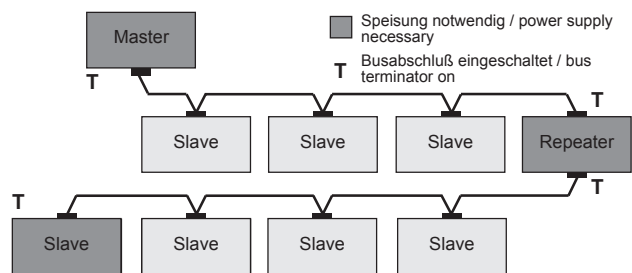 Master
Speisung notwendig / power supply
necessary
T
T
Busabschluß eingeschaltet / bus
terminator on
T
Slave
Slave
Slave
Repeater
T
T
Slave
Slave
Slave
Slave